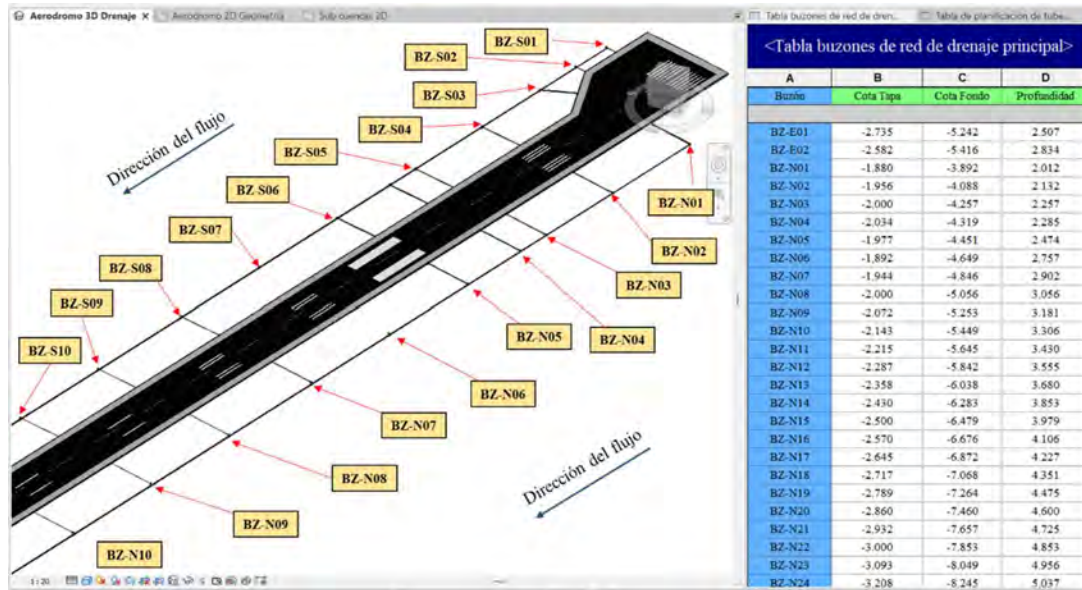 Aerodromo 3D Drenaje
Aerodromo 2D Geometria
Sub cuencas 2D
Tabla buzones de red de dren...
Tabla de planificación de tube...
BZ-S01
BZ-S02
BZ-S03
BZ-S04
BZ-S05
BZ-S06
BZ-S07
BZ-S08
BZ-S09
BZ-S10
Dirección del flujo
BZ-N01
BZ-N02
BZ-N03
BZ-N04
BZ-N05
BZ-N06
BZ-N07
BZ-N08
BZ-N09
BZ-N10
Dirección del flujo
<Tabla buzones de red de drenaje principal>
A B C D
Buzón Cota Tapa Cota Fondo Profundidad
BZ-E01 -2.735 -5.242 2.507
BZ-E02 -2.582 -5.416 2.834
BZ-N01 -1.880 -3.892 2.012
BZ-N02 -1.956 -4.088 2.132
BZ-N03 -2.000 -4.257 2.257
BZ-N04 -2.034 -4.319 2.285
BZ-N05 -1.977 -4.451 2.474
BZ-N06 -1.892 -4.649 2.757
BZ-N07 -1.944 -4.846 2.902
BZ-N08 -2.000 -5.056 3.056
BZ-N09 -2.072 -5.253 3.181
BZ-N10 -2.143 -5.449 3.306
BZ-N11 -2.215 -5.645 3.430
BZ-N12 -2.287 -5.842 3.555
BZ-N13 -2.358 -6.038 3.680
BZ-N14 -2.430 -6.283 3.853
BZ-N15 -2.500 -6.479 3.979
BZ-N16 -2.570 -6.676 4.106
BZ-N17 -2.645 -6.872 4.227
BZ-N18 -2.717 -7.068 4.351
BZ-N19 -2.789 -7.264 4.475
BZ-N20 -2.860 -7.460 4.600
BZ-N21 -2.932 -7.657 4.725
BZ-N22 -3.000 -7.853 4.853
BZ-N23 -3.093 -8.049 4.956
BZ-N24 -3.208 -8.245 5.037